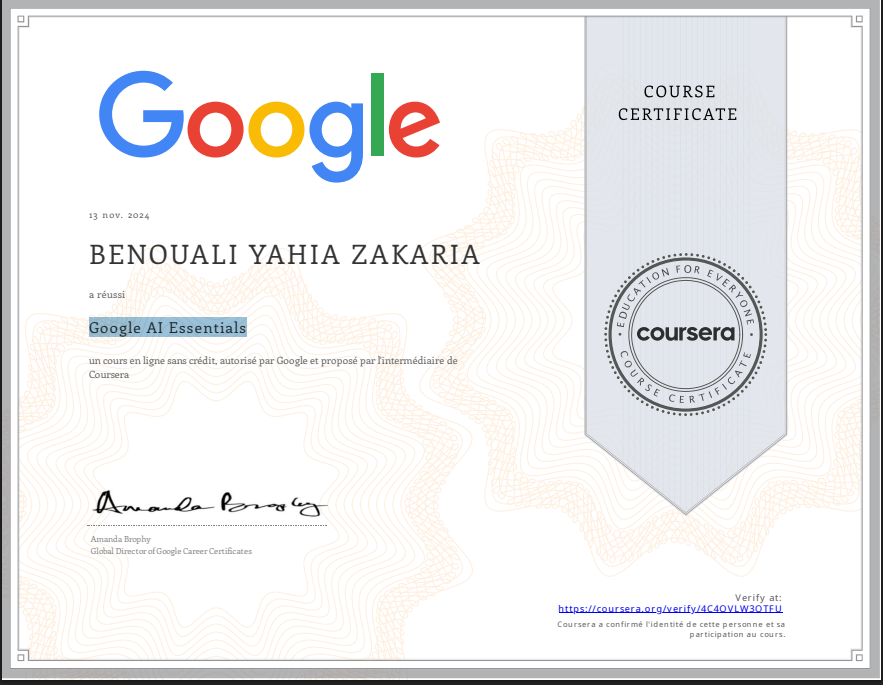 Google
COURSE
CERTIFICATE
13 nov. 2024
BENOUALI YAHIA ZAKARIA
a réussi
Google AI Essentials
un cours en ligne sans crédit, autorisé par Google et proposé par l'intermédiaire de
Coursera
EDUCATION FOR EVERYONE
coursera
COURSE CERTIFICATE
Amanda Brophy
Amanda Brophy
Global Director of Google Career Certificates
Verify at:
https://coursera.org/verify/4C4OVLW3OTFU
Coursera a confirmé l'identité de cette personne et sa
participation au cours.